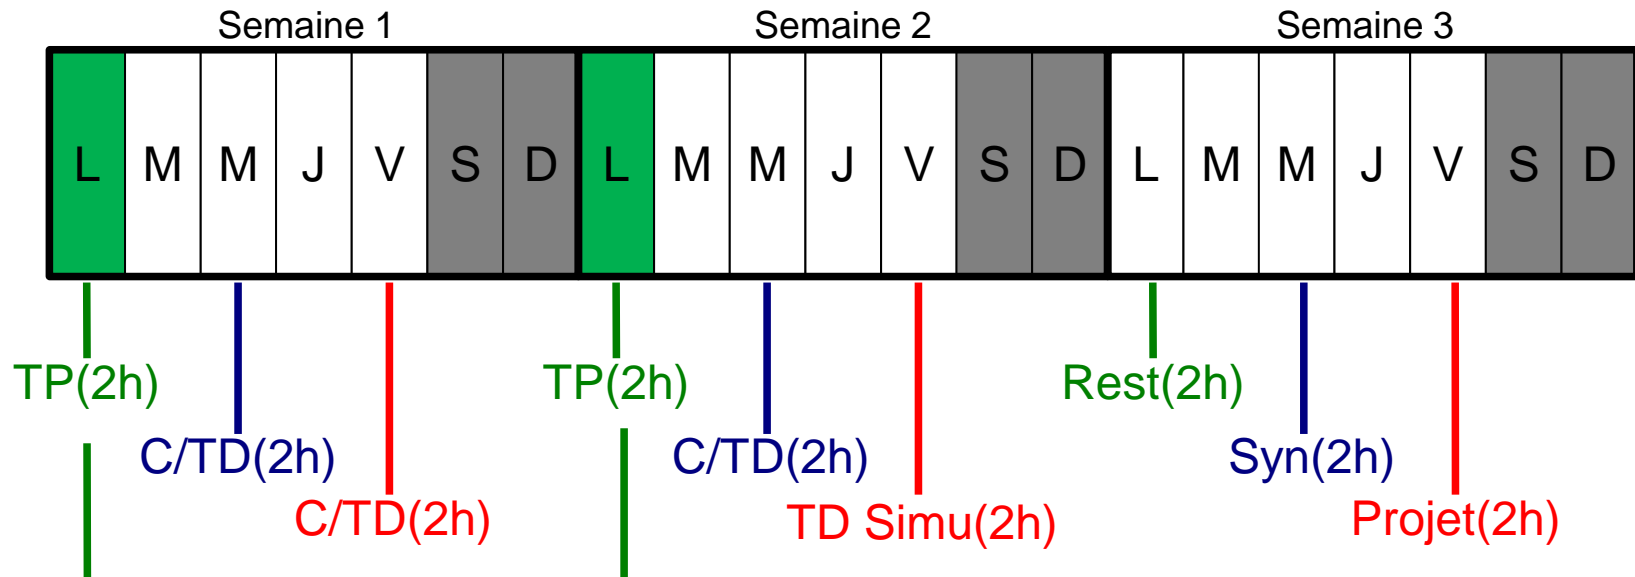 Semaine 1 Semaine 2 Semaine 3
L M M J V S D L M M J V S D L M M J V S D
TP(2h) TP(2h) Rest(2h)
C/TD(2h) C/TD(2h) Syn(2h)
C/TD(2h) TD Simu(2h) Projet(2h)